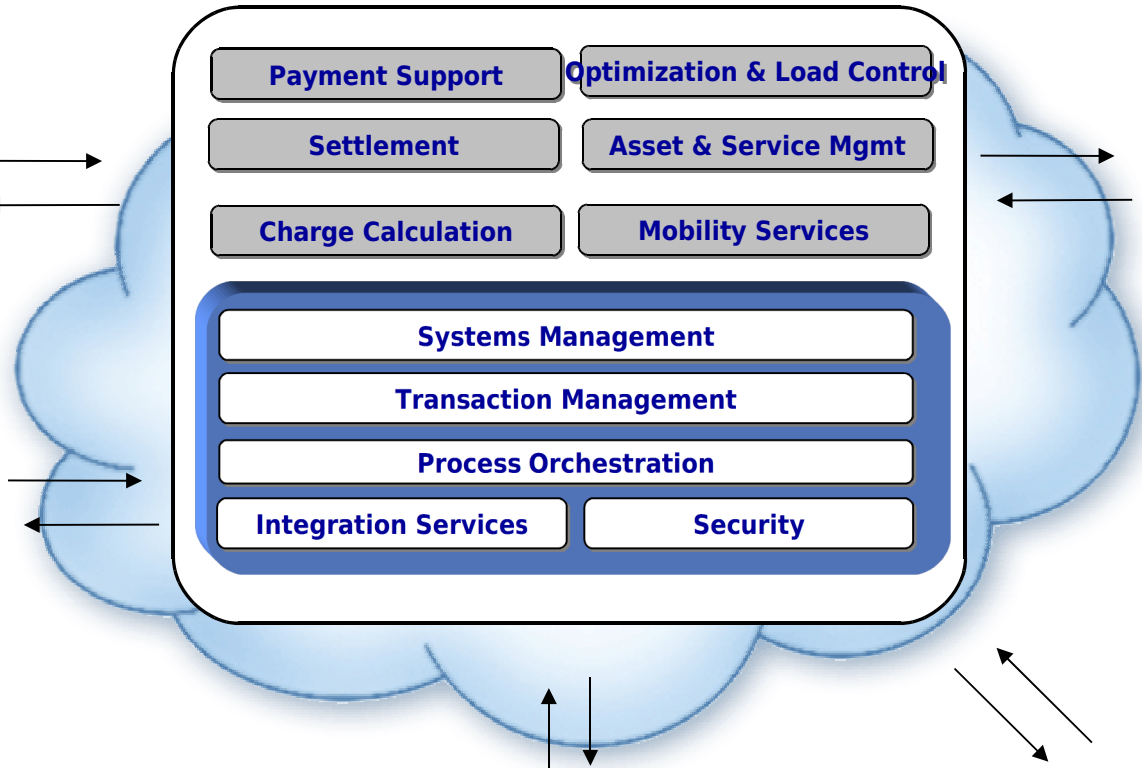 Payment Support
Optimization & Load Control
Settlement
Asset & Service Mgmt
Charge Calculation
Mobility Services
Systems Management
Transaction Management
Process Orchestration
Integration Services
Security